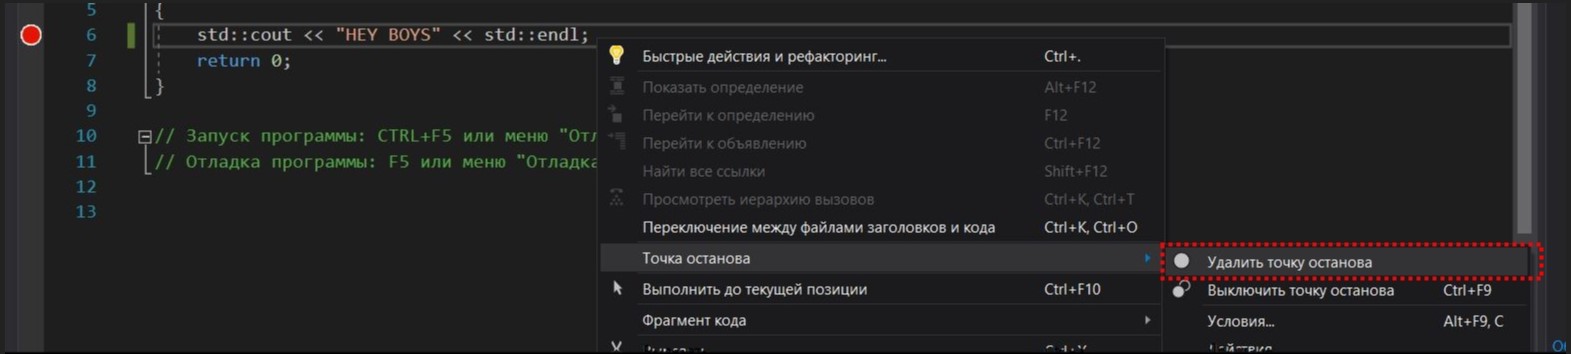 5 {
6 std::cout << "HEY BOYS" << std::endl;
7 return 0;
8 }
9
10 // Запуск программы: CTRL+F5 или меню "Отл
11 // Отладка программы: F5 или меню "Отладка
12
13
Быстрые действия и рефакторинг... Ctrl+.
Показать определение Alt+F12
Перейти к определению F12
Перейти к объявлению Ctrl+F12
Найти все ссылки Shift+F12
Просмотреть иерархию вызовов Ctrl+K, Ctrl+T
Переключение между файлами заголовков и кода Ctrl+K, Ctrl+O
Точка останова
Выполнить до текущей позиции Ctrl+F10
Фрагмент кода
Удалить точку останова
Выключить точку останова Ctrl+F9
Условия... Alt+F9, C